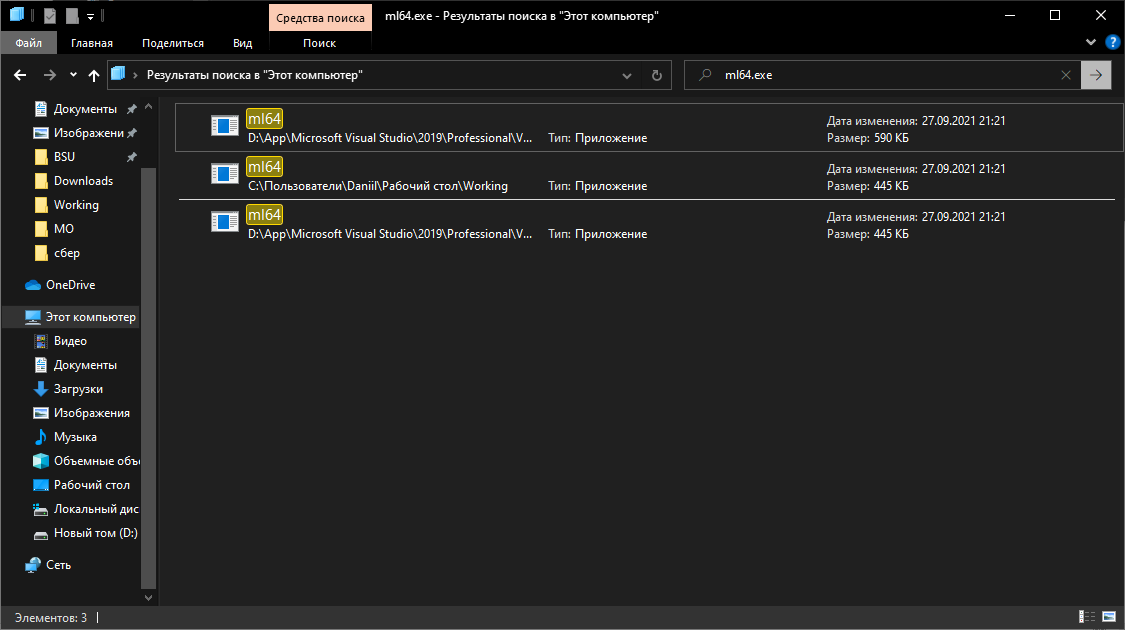 Средства поиска
ml64.exe - Результаты поиска в "Этот компьютер"
Файл
Главная
Поделиться
Вид
Поиск
Результаты поиска в "Этот компьютер"
ml64.exe
Документы
Изображени
BSU
Downloads
Working
МО
сбер
OneDrive
Этот компьютер
Видео
Документы
Загрузки
Изображения
Музыка
Объемные объ
Рабочий стол
Локальный дис
Новый том (D:)
Сеть
ml64
D:\App\Microsoft Visual Studio\2019\Professional\V...
Тип: Приложение
Дата изменения: 27.09.2021 21:21
Размер: 590 КБ
ml64
C:\Пользователи\Daniil\Рабочий стол\Working
Тип: Приложение
Дата изменения: 27.09.2021 21:21
Размер: 445 КБ
ml64
D:\App\Microsoft Visual Studio\2019\Professional\V...
Тип: Приложение
Дата изменения: 27.09.2021 21:21
Размер: 445 КБ
Элементов: 3